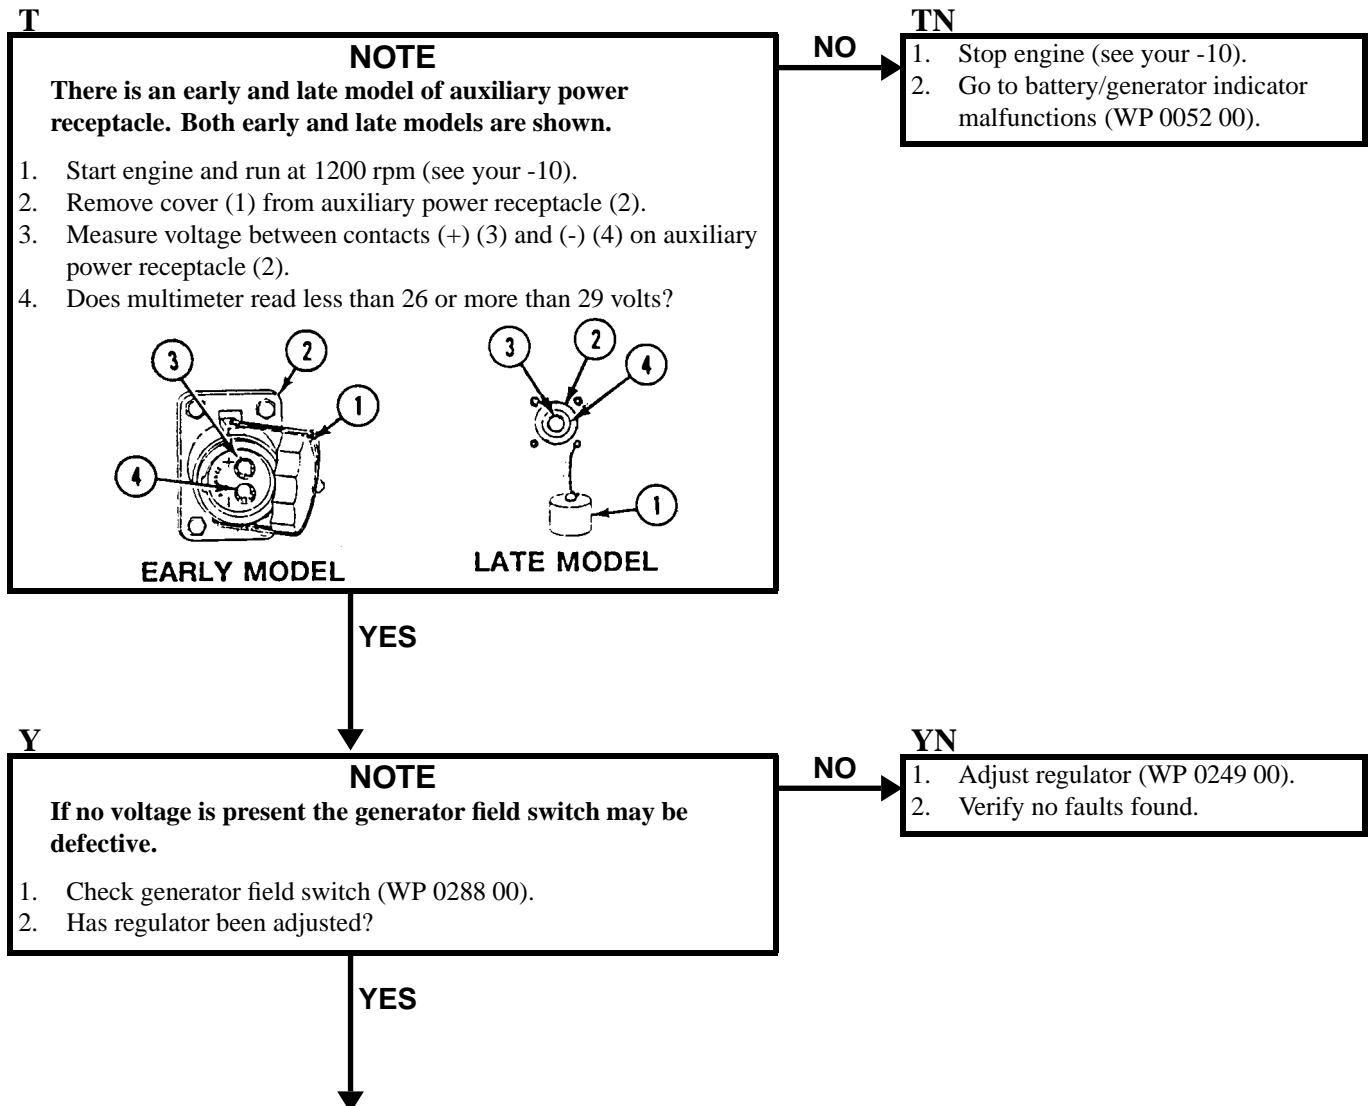 T
NOTE
There is an early and late model of auxiliary power
receptacle. Both early and late models are shown.
1. Start engine and run at 1200 rpm (see your -10).
2. Remove cover (1) from auxiliary power receptacle (2).
3. Measure voltage between contacts (+) (3) and (-) (4) on auxiliary
power receptacle (2).
4. Does multimeter read less than 26 or more than 29 volts?
3
2
1
4
EARLY MODEL
3
2
4
1
LATE MODEL
NO
TN
1. Stop engine (see your -10).
2. Go to battery/generator indicator
malfunctions (WP 0052 00).
YES
Y
NOTE
If no voltage is present the generator field switch may be
defective.
1. Check generator field switch (WP 0288 00).
2. Has regulator been adjusted?
NO
YN
1. Adjust regulator (WP 0249 00).
2. Verify no faults found.
YES